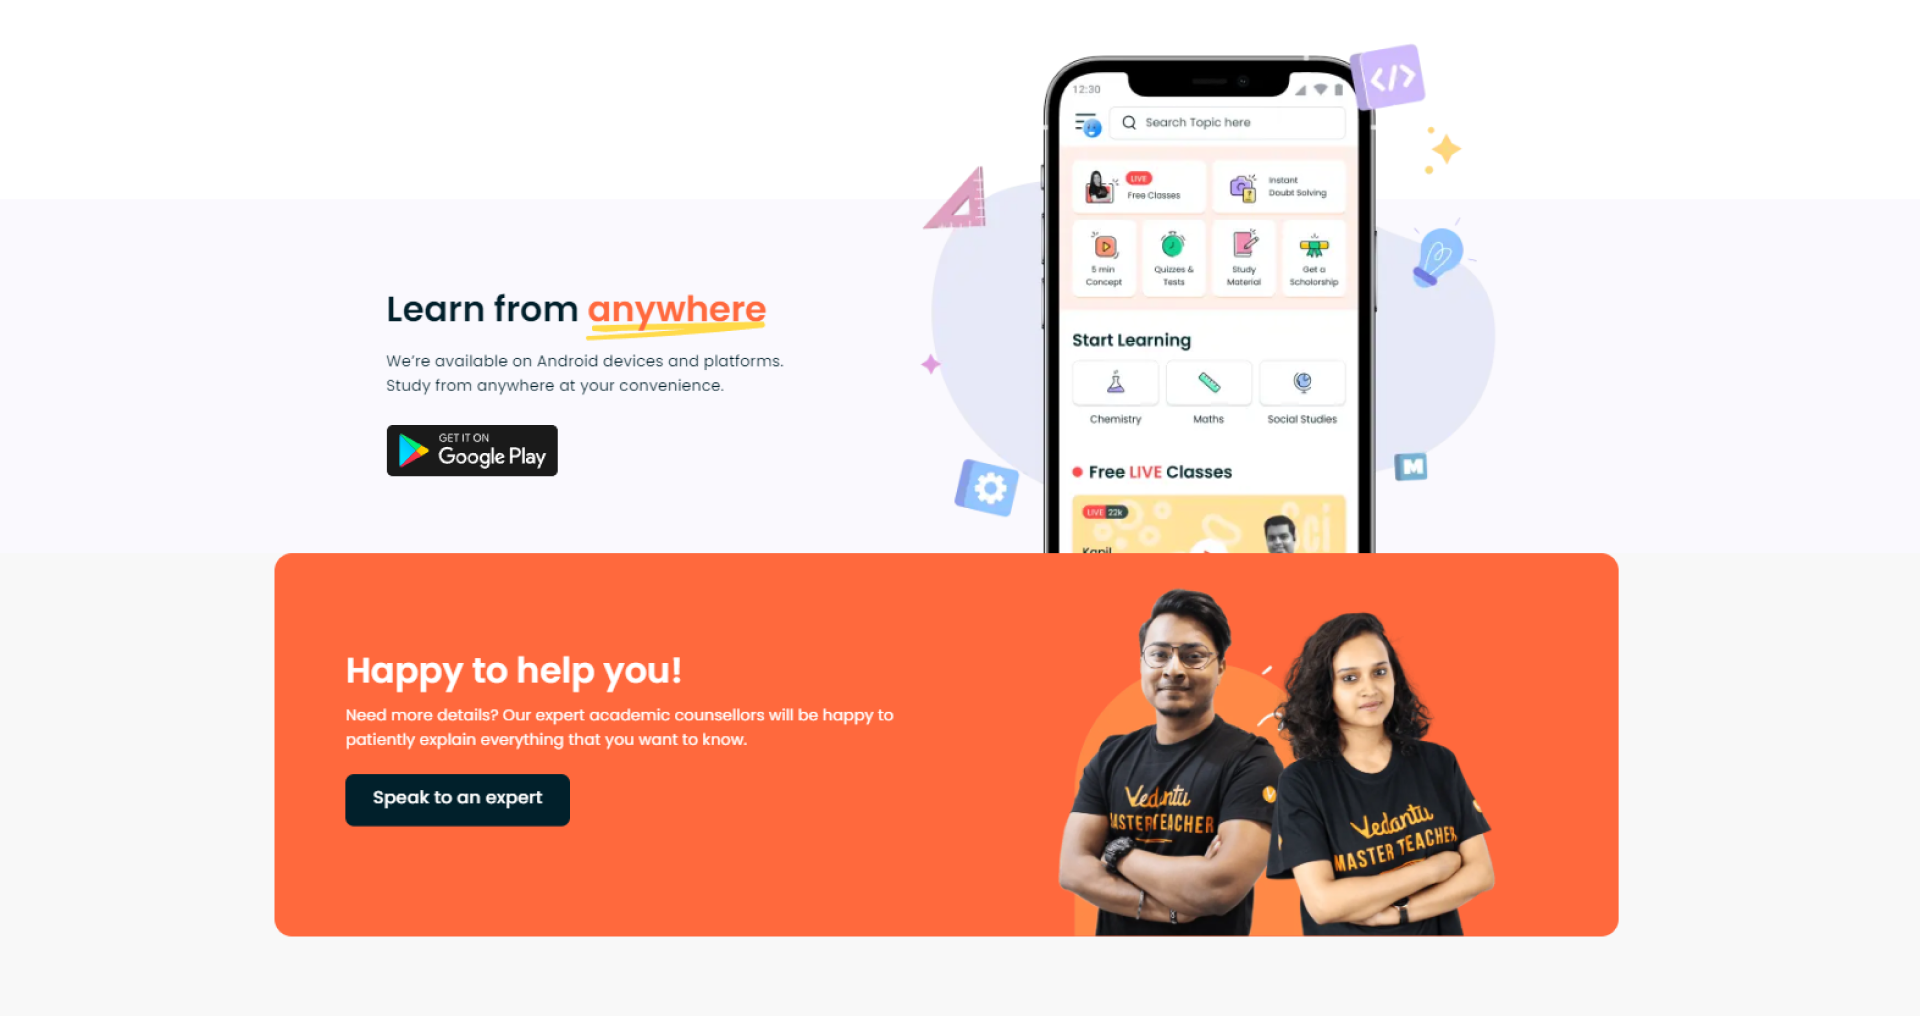 12:30
Search Topic here
LIVE
Free Classes
Instant
Doubt Solving
5 min
Concept
Quizzes &
Tests
Study
Material
Get a
Scholorship
Learn from anywhere
We're available on Android devices and platforms.
Study from anywhere at your convenience.
GET IT ON
Google Play
Start Learning
Chemistry
Maths
Social Studies
Free LIVE Classes
LIVE 22k
Kapil
M
Happy to help you!
Need more details? Our expert academic counsellors will be happy to
patiently explain everything that you want to know.
Speak to an expert
Vedantu
MASTER TEACHER
Vedantu
MASTER TEACHER